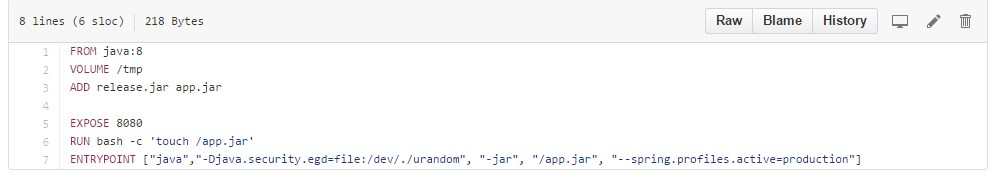 8 lines (6 sloc) 218 Bytes Raw Blame History
1 FROM java:8
2 VOLUME /tmp
3 ADD release.jar app.jar
4
5 EXPOSE 8080
6 RUN bash -c 'touch /app.jar'
7 ENTRYPOINT ["java","-Djava.security.egd=file:/dev/./urandom", "-jar", "/app.jar", "--spring.profiles.active=production"]